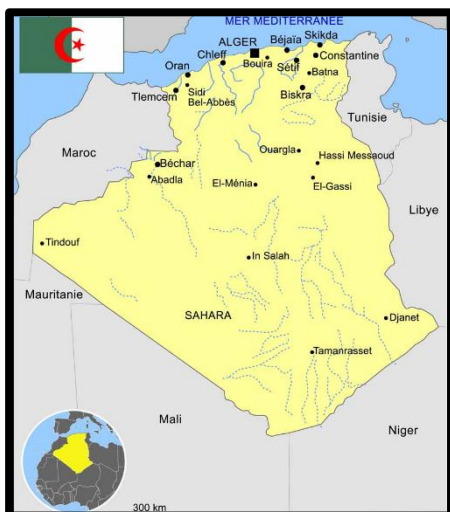 MER MEDITERRANEE
Skikda
Béjaïa
ALGER
Chleff
Constantine
Bouira
Sétif
Oran
Batna
Sidi
Bel-Abbès
Tlemcem
Biskra
Tunisie
Maroc
Ouargla
Hassi Messaoud
Béchar
Abadla
El-Ménia
El-Gassi
Libye
Tindouf
In Salah
Mauritanie
SAHARA
Djanet
Tamanrasset
Mali
Niger
300 km